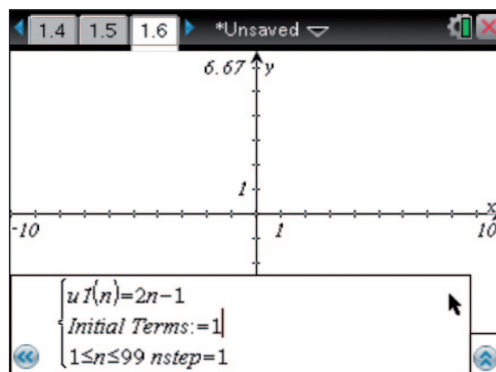 1.4 1.5 1.6 *Unsaved
6.67 y
1
x
-10 1 10
u1(n)=2n-1
Initial Terms:=1
1≤n≤99 nstep=1